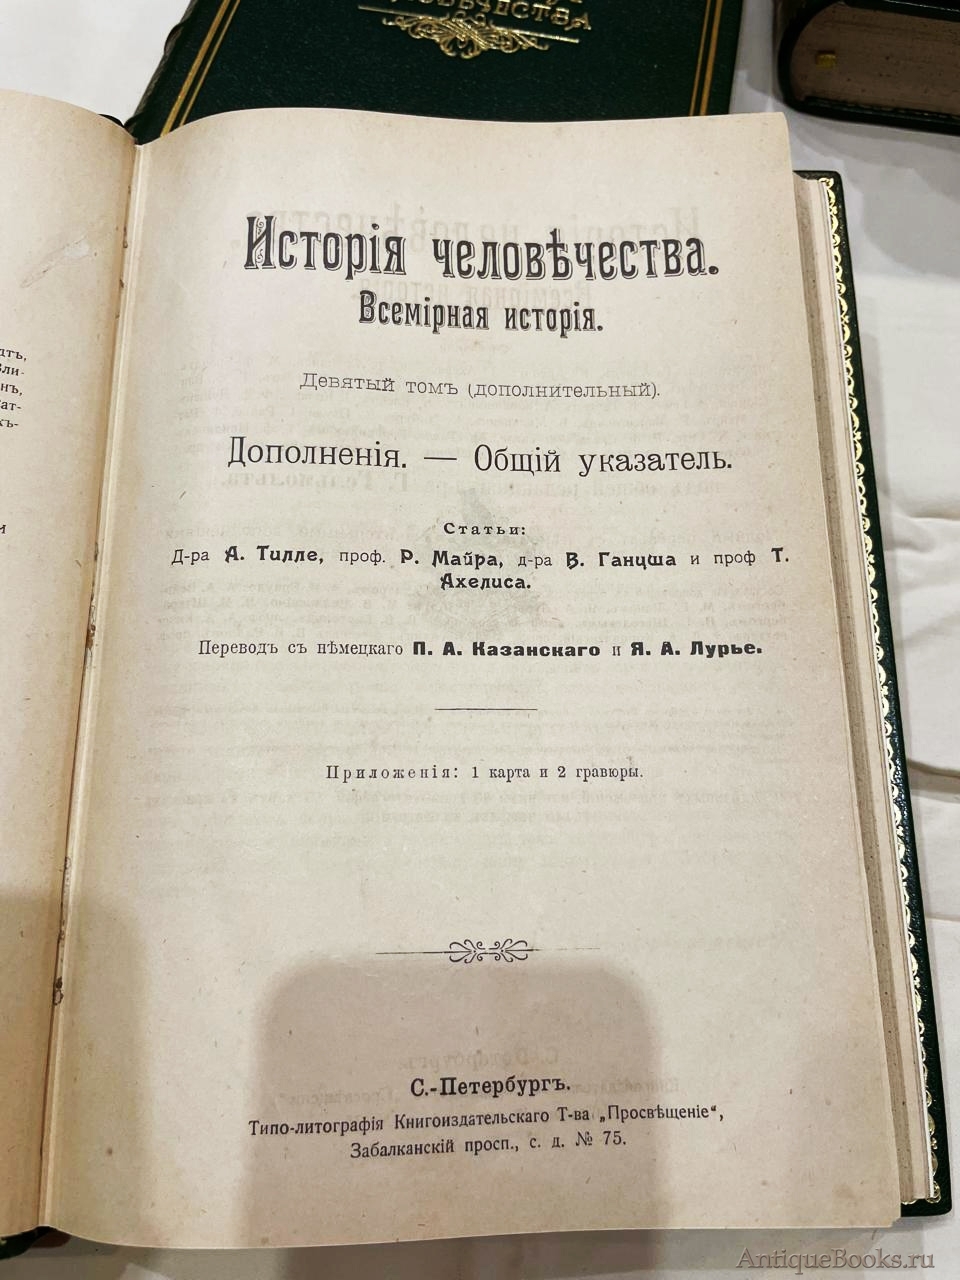 ЧЕЛОВЕЧЕСТВА
Исторія человѣчества.
Всемірная исторія.
Девятый томъ (дополнительный).
Дополненія. — Общій указатель.
Статьи:
Д-ра А. Тилле, проф. Р. Майра, д-ра В. Ганцша и проф Т.
Ахелиса.
Переводъ съ нѣмецкаго П. А. Казанскаго и Я. А. Лурье.
Приложенія: 1 карта и 2 гравюры.
С.-Петербургъ.
Типо-литографія Книгоиздательскаго Т-ва „Просвѣщеніе“,
Забалканскій просп., с. д. № 75.
AntiqueBooks.ru